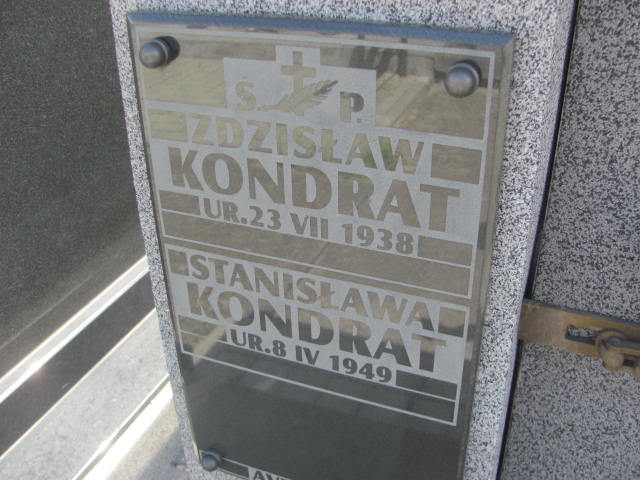 Ś. P.
ZDZISŁAW
KONDRAT
UR.23 VII 1938
STANISŁAWA
KONDRAT
UR.8 IV 1949